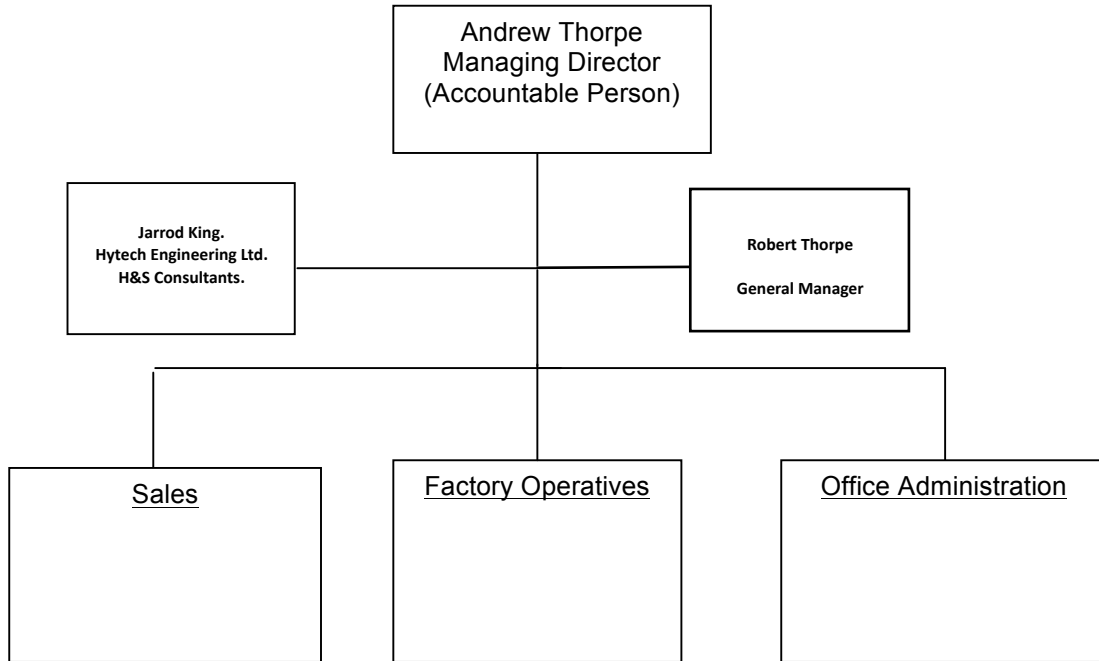 Andrew Thorpe
Managing Director
(Accountable Person)
Jarrod King.
Hytech Engineering Ltd.
H&S Consultants.
Robert Thorpe
General Manager
Sales
Factory Operatives
Office Administration